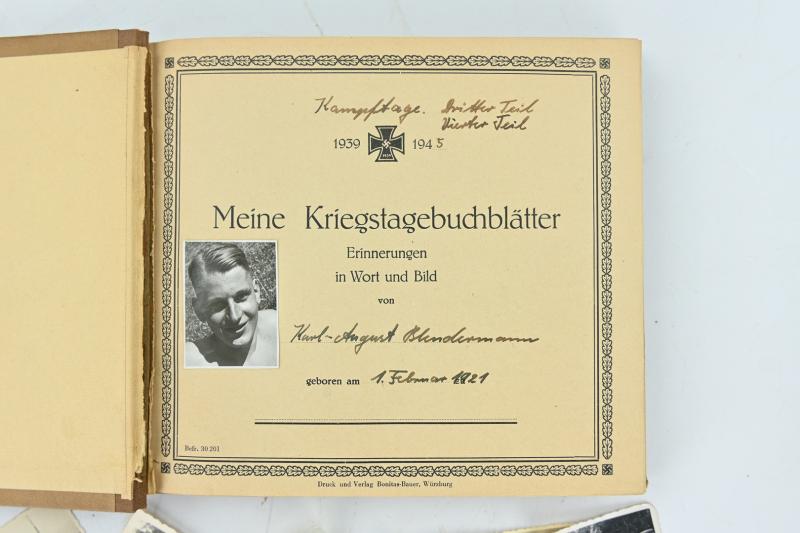 Kampftage. Dritter Teil
Vierter Teil
1939 1945
Meine Kriegstagebuchblätter
Erinnerungen
in Wort und Bild
von
Karl-August Blendermann
geboren am 1. Februar 1921
Befr. 30 201
Druck und Verlag Bonitas-Bauer, Würzburg